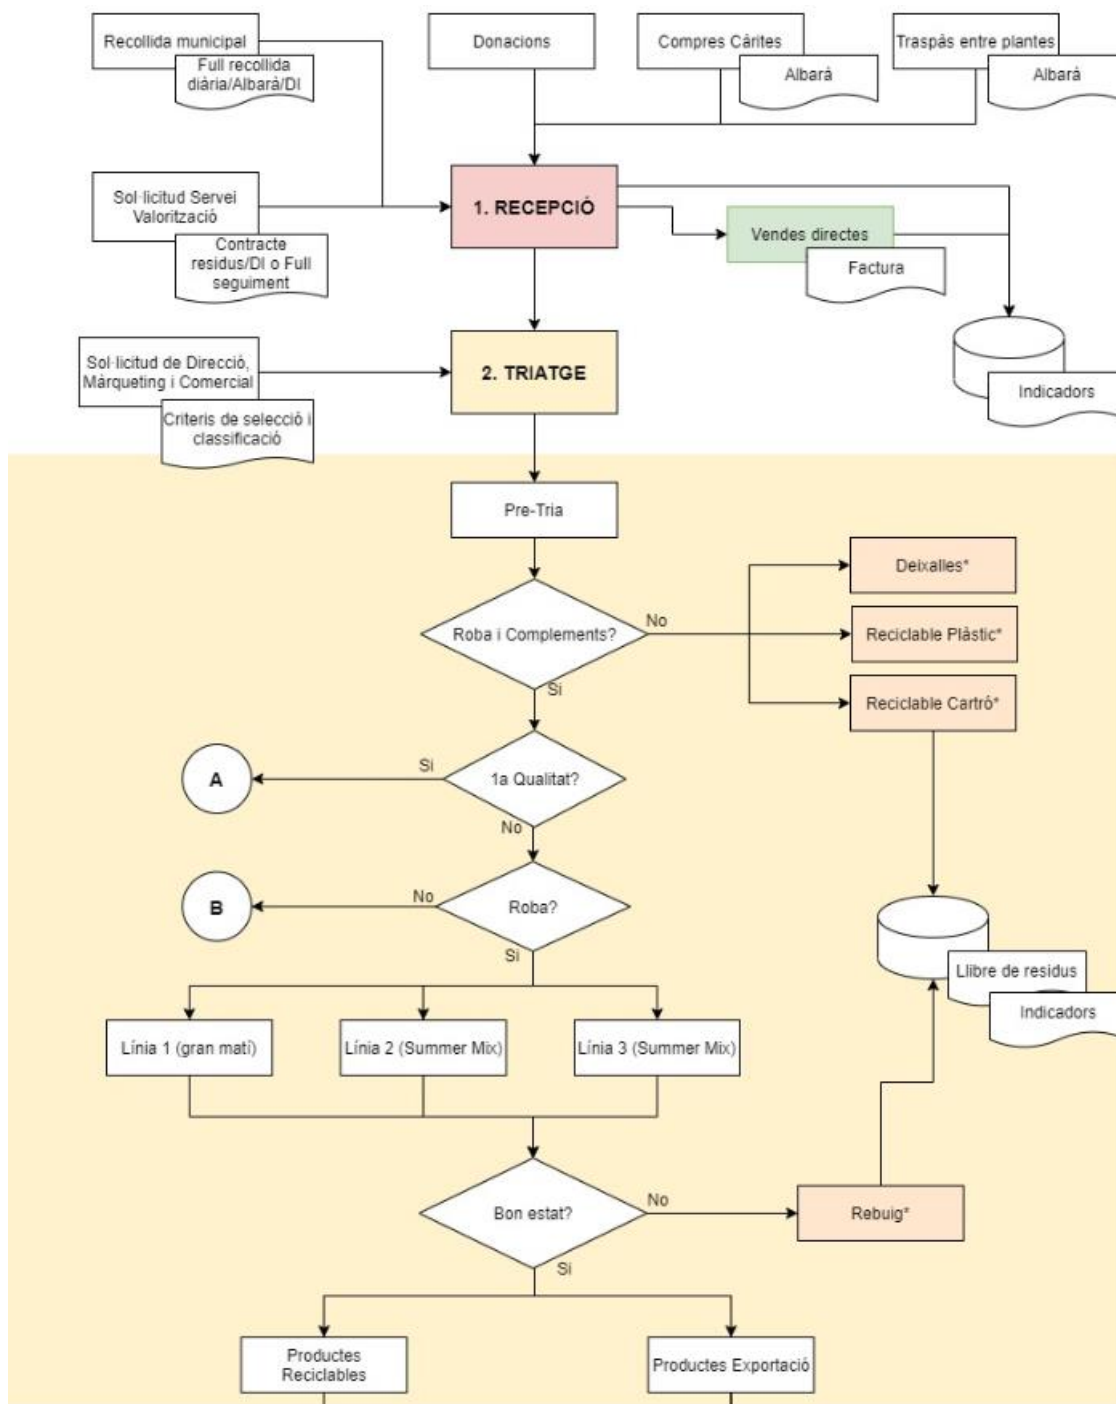 Recollida municipal
Full recollida
diària/Albarà/DI
Donacions
Compres Càrites
Albarà
Traspàs entre plantes
Albarà
Sol·licitud Servei
Valorització
Contracte
residus/DI o Full
seguiment
1. RECEPCIÓ
Vendes directes
Factura
Sol·licitud de Direcció,
Màrqueting i Comercial
Criteris de selecció i
classificació
2. TRIATGE
Indicadors
Pre-Tria
Roba i Complements?
No
Si
Deixalles*
Reciclable Plàstic*
Reciclable Cartró*
A
Si
1a Qualitat?
No
B
No
Roba?
Si
Llibre de residus
Indicadors
Línia 1 (gran matí)
Línia 2 (Summer Mix)
Línia 3 (Summer Mix)
Bon estat?
No
Rebuig*
Si
Productes
Reciclables
Productes Exportació